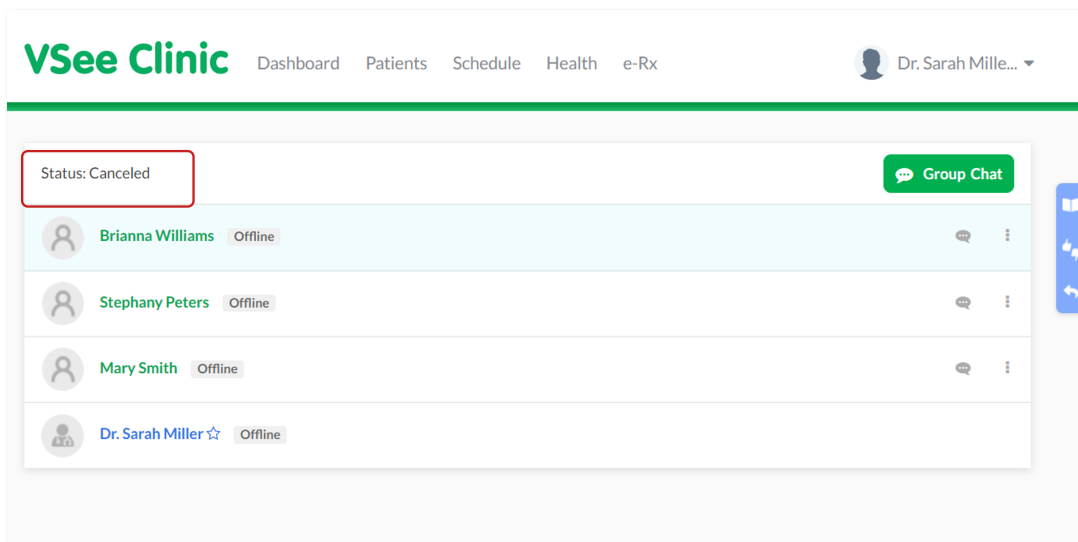 VSee Clinic Dashboard Patients Schedule Health e-Rx Dr. Sarah Mille...
Status: Canceled Group Chat
Brianna Williams Offline
Stephany Peters Offline
Mary Smith Offline
Dr. Sarah Miller Offline